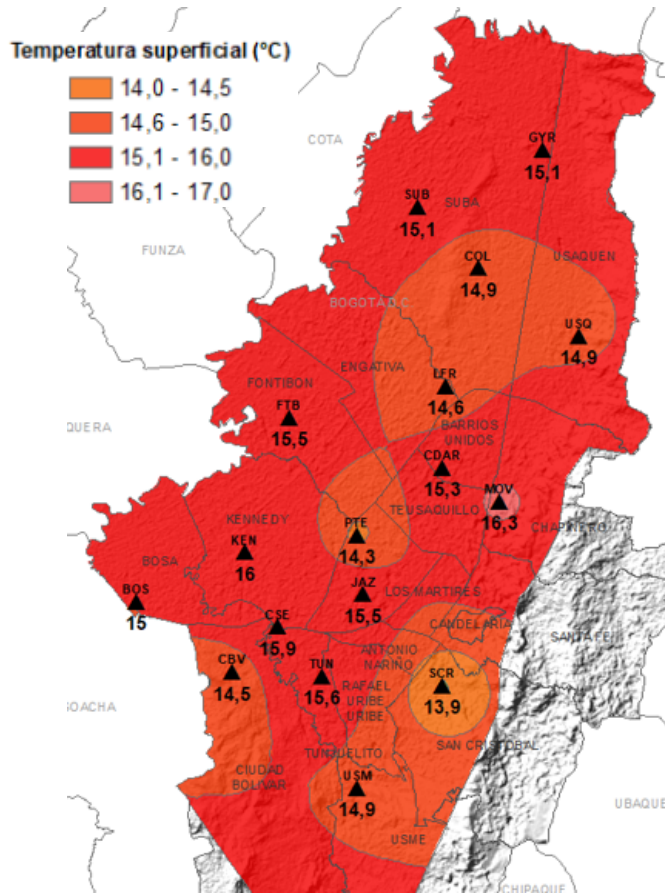 Temperatura superficial (ºC)
14,0 - 14,5
14,6 - 15,0
15,1 - 16,0
16,1 - 17,0
COTA
GYR
15,1
SUB
SUBA
15,1
FUNZA
COL
USAQUEN
14,9
BOGOTÁ D.C.
USQ
14,9
ENGATIVA
LFR
FONTIBON
14,6
FTB
15,5
QUERA
BARRIOS
UNIDOS
CDAR
15,3
MOV
16,3
TEUSAQUILLO
CHAPINERO
KENNEDY
PTE
14,3
KEN
16
BOSA
BOS
15
JAZ
LOS MARTIRES
15,5
CSE
15,9
CANDELARIA
SANTA FE
ANTONIO
NARIÑO
CBV
14,5
TUN
15,6
RAFAEL
URIBE
URIBE
SCR
13,9
SOACHA
SAN CRISTOBAL
TUNJUELITO
CIUDAD
BOLIVAR
USM
14,9
UBAQUE
USME
CHIPAQUE